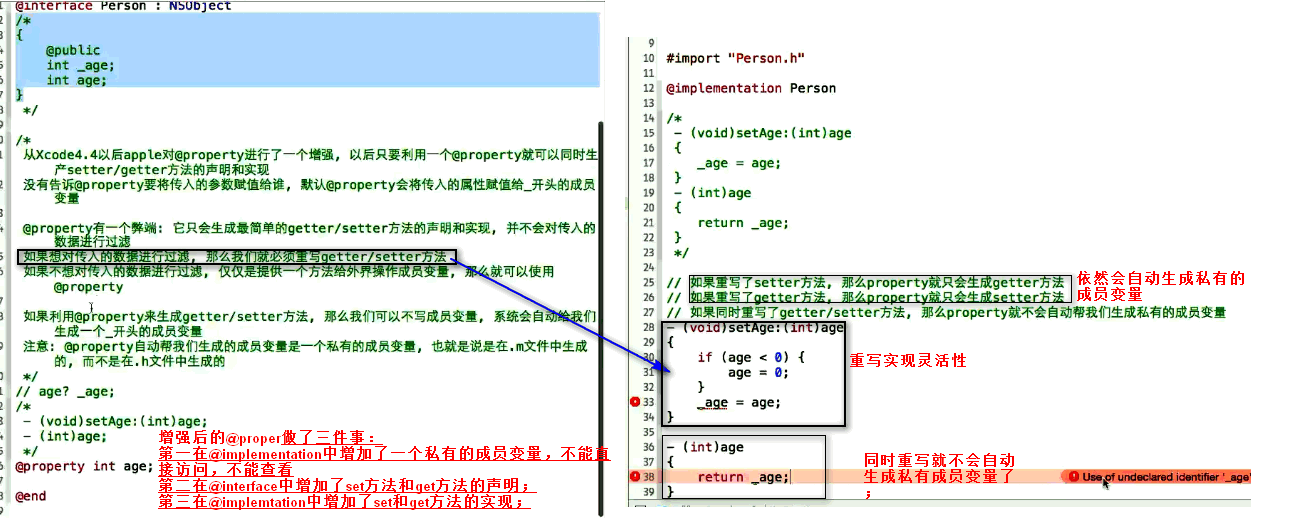 @interface Person : NSObject
/*
{
@public
int _age;
int age;
}
*/
/*
从Xcode4.4以后apple对@property进行了一个增强, 以后只要利用一个@property就可以同时生
产setter/getter方法的声明和实现
没有告诉@property要将传入的参数赋值给谁, 默认@property会将传入的属性赋值给_开头的成员
变量
@property有一个弊端: 它只会生成最简单的getter/setter方法的声明和实现, 并不会对传入的
数据进行过滤
如果想对传入的数据进行过滤, 那么我们就必须重写getter/setter方法
如果不想对传入的数据进行过滤, 仅仅是提供一个方法给外界操作成员变量, 那么就可以使用
@property
如果利用@property来生成getter/setter方法, 那么我们可以不写成员变量, 系统会自动给我们
生成一个_开头的成员变量
注意: @property自动帮我们生成的成员变量是一个私有的成员变量, 也就是说是在.m文件中生成
的, 而不是在.h文件中生成的
*/
// age? _age;
/*
- (void)setAge:(int)age;
- (int)age;
*/
@property int age;
@end
增强后的@proper做了三件事：
第一在@implementation中增加了一个私有的成员变量，不能直
接访问，不能查看
第二在@interface中增加了set方法和get方法的声明；
第三在@implemtation中增加了set和get方法的实现；
9
10 #import "Person.h"
11
12 @implementation Person
13
14 /*
15 - (void)setAge:(int)age
16 {
17 _age = age;
18 }
19 - (int)age
20 {
21 return _age;
22 }
23 */
24
25 // 如果重写了setter方法, 那么property就只会生成getter方法
26 // 如果重写了getter方法, 那么property就只会生成setter方法
27 // 如果同时重写了getter/setter方法, 那么property就不会自动帮我们生成私有的成员变量
28 - (void)setAge:(int)age
29 {
30 if (age < 0) {
31 age = 0;
32 }
33 _age = age;
34 }
35
36 - (int)age
37 {
38 return _age; Use of undeclared identifier '_age'
39 }
依然会自动生成私有的
成员变量
重写实现灵活性
同时重写就不会自动
生成私有成员变量了
；